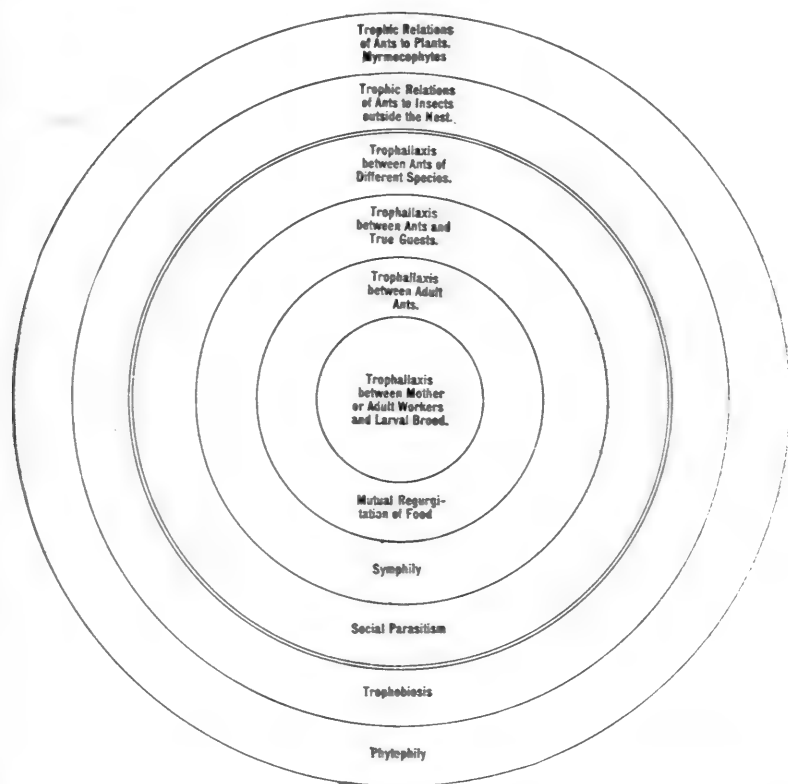 Trophic Relations
of Ants to Plants.
Myrmecophytes
Trophic Relations
of Ants to Insects
outside the Nest.
Trophallaxis
between Ants of
Different Species.
Trophallaxis
between Ants and
True Guests.
Trophallaxis
between Adult
Ants.
Trophallaxis
between Mother
or Adult Workers
and Larval Brood.
Mutual Regurgi-
tation of Food
Symphily
Social Parasitism
Trophobiosis
Phytophily